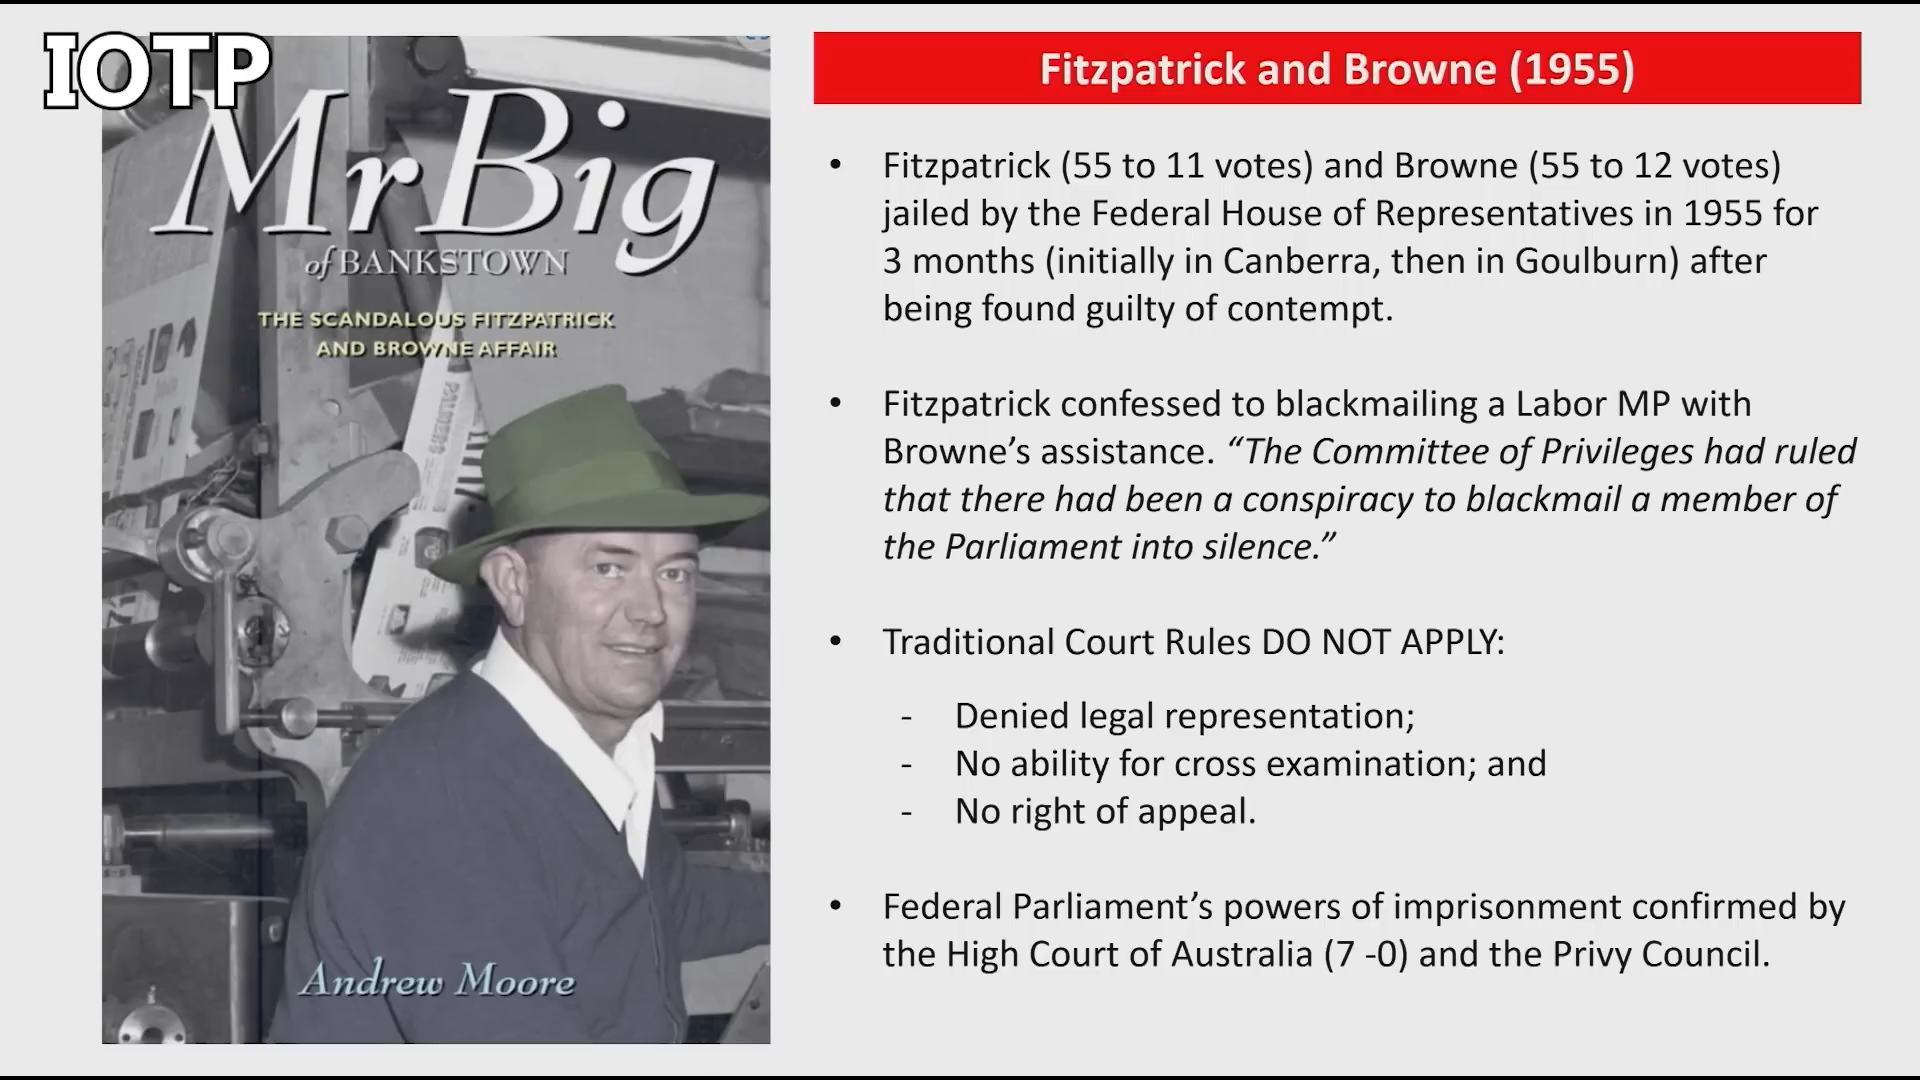 IOTP
Mr Big
of BANKSTOWN
THE SCANDALOUS FITZPATRICK
AND BROWNE AFFAIR
Andrew Moore
Fitzpatrick and Browne (1955)
• Fitzpatrick (55 to 11 votes) and Browne (55 to 12 votes)
jailed by the Federal House of Representatives in 1955 for
3 months (initially in Canberra, then in Goulburn) after
being found guilty of contempt.
• Fitzpatrick confessed to blackmailing a Labor MP with
Browne’s assistance. “The Committee of Privileges had ruled
that there had been a conspiracy to blackmail a member of
the Parliament into silence.”
• Traditional Court Rules DO NOT APPLY:
- Denied legal representation;
- No ability for cross examination; and
- No right of appeal.
• Federal Parliament’s powers of imprisonment confirmed by
the High Court of Australia (7 -0) and the Privy Council.